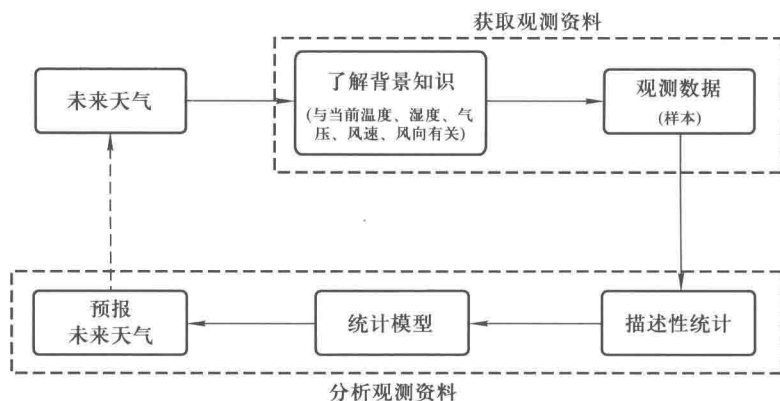 获取观测资料
未来天气
了解背景知识
(与当前温度、湿度、气
压、风速、风向有关)
观测数据
(样本)
预报
未来天气
统计模型
描述性统计
分析观测资料